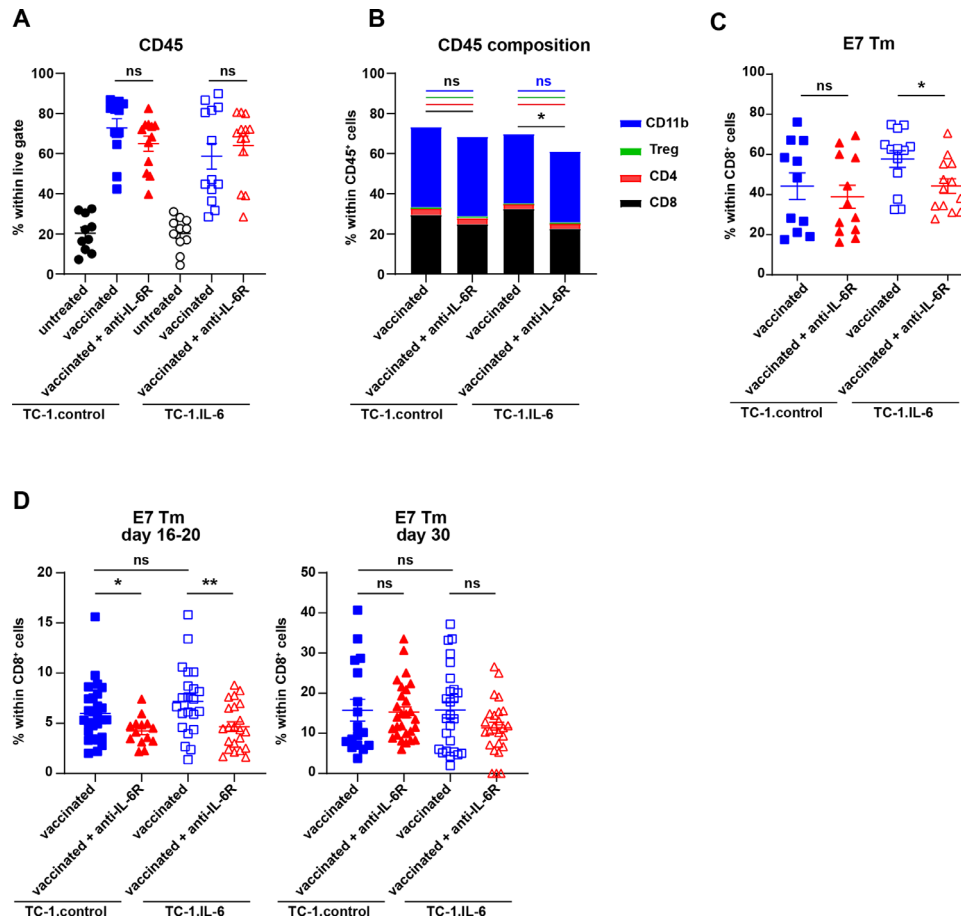 A
CD45
% within live gate
100
80
60
40
20
0
ns
ns
untreated
vaccinated
vaccinated + anti-IL-6R
untreated
vaccinated
vaccinated + anti-IL-6R
TC-1.control
TC-1.IL-6
B
CD45 composition
% within CD45⁺ cells
100
80
60
40
20
0
ns
ns
*
CD11b
Treg
CD4
CD8
vaccinated
vaccinated + anti-IL-6R
vaccinated
vaccinated + anti-IL-6R
TC-1.control
TC-1.IL-6
C
E7 Tm
% within CD8⁺ cells
100
80
60
40
20
0
ns
*
vaccinated
vaccinated + anti-IL-6R
vaccinated
vaccinated + anti-IL-6R
TC-1.control
TC-1.IL-6
D
E7 Tm
day 16-20
% within CD8⁺ cells
20
15
10
5
0
ns
*
**
vaccinated
vaccinated + anti-IL-6R
vaccinated
vaccinated + anti-IL-6R
TC-1.control
TC-1.IL-6
E7 Tm
day 30
% within CD8⁺ cells
50
40
30
20
10
0
ns
ns
ns
vaccinated
vaccinated + anti-IL-6R
vaccinated
vaccinated + anti-IL-6R
TC-1.control
TC-1.IL-6